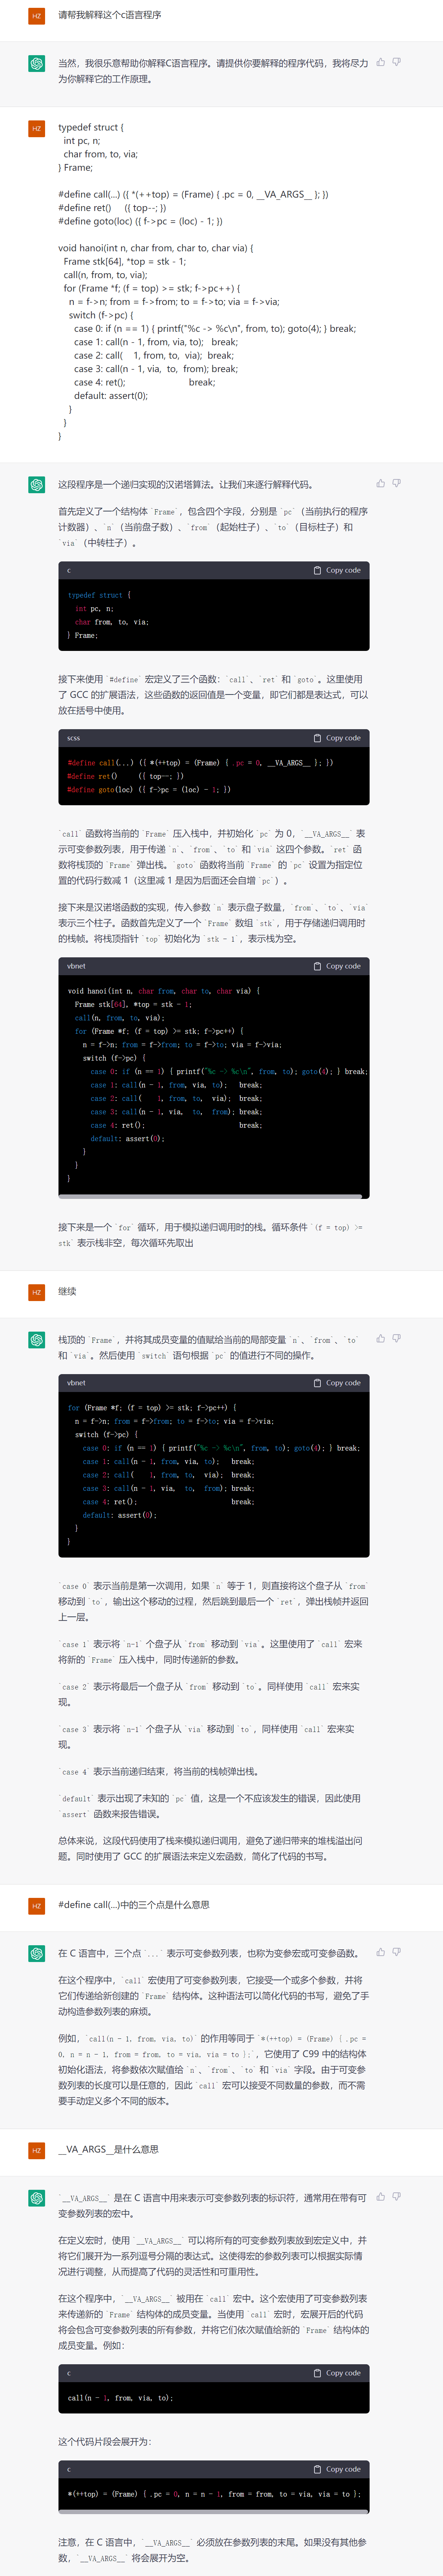 HZ
请帮我解释这个c语言程序
当然，我很乐意帮助你解释C语言程序。请提供你要解释的程序代码，我将尽力
为你解释它的工作原理。
HZ
typedef struct {
int pc, n;
char from, to, via;
} Frame;
#define call(...) ({ *(++top) = (Frame) { .pc = 0, __VA_ARGS__ }; })
#define ret() ({ top--; })
#define goto(loc) ({ f->pc = (loc) - 1; })
void hanoi(int n, char from, char to, char via) {
Frame stk[64], *top = stk - 1;
call(n, from, to, via);
for (Frame *f; (f = top) >= stk; f->pc++) {
n = f->n; from = f->from; to = f->to; via = f->via;
switch (f->pc) {
case 0: if (n == 1) { printf("%c -> %c\n", from, to); goto(4); } break;
case 1: call(n - 1, from, via, to); break;
case 2: call( 1, from, to, via); break;
case 3: call(n - 1, via, to, from); break;
case 4: ret(); break;
default: assert(0);
}
}
}
这段程序是一个递归实现的汉诺塔算法。让我们来逐行解释代码。
首先定义了一个结构体 `Frame`，包含四个字段，分别是 `pc`（当前执行的程序
计数器）、`n`（当前盘子数）、`from`（起始柱子）、`to`（目标柱子）和
`via`（中转柱子）。
c
Copy code
typedef struct {
int pc, n;
char from, to, via;
} Frame;
接下来使用 `#define` 宏定义了三个函数：`call`、`ret` 和 `goto`。这里使用
了 GCC 的扩展语法，这些函数的返回值是一个变量，即它们都是表达式，可以
放在括号中使用。
scss
Copy code
#define call(...) ({ *(++top) = (Frame) { .pc = 0, __VA_ARGS__ }; })
#define ret() ({ top--; })
#define goto(loc) ({ f->pc = (loc) - 1; })
`call` 函数将当前的 `Frame` 压入栈中，并初始化 `pc` 为 0，`__VA_ARGS__` 表
示可变参数列表，用于传递 `n`、`from`、`to` 和 `via` 这四个参数。`ret` 函
数将栈顶的 `Frame` 弹出栈。`goto` 函数将当前 `Frame` 的 `pc` 设置为指定位
置的代码行数减 1（这里减 1 是因为后面还会自增 `pc`）。
接下来是汉诺塔函数的实现，传入参数 `n` 表示盘子数量，`from`、`to`、`via`
表示三个柱子。函数首先定义了一个 `Frame` 数组 `stk`，用于存储递归调用时
的栈帧。将栈顶指针 `top` 初始化为 `stk - 1`，表示栈为空。
vbnet
Copy code
void hanoi(int n, char from, char to, char via) {
Frame stk[64], *top = stk - 1;
call(n, from, to, via);
for (Frame *f; (f = top) >= stk; f->pc++) {
n = f->n; from = f->from; to = f->to; via = f->via;
switch (f->pc) {
case 0: if (n == 1) { printf("%c -> %c\n", from, to); goto(4); } break;
case 1: call(n - 1, from, via, to); break;
case 2: call( 1, from, to, via); break;
case 3: call(n - 1, via, to, from); break;
case 4: ret(); break;
default: assert(0);
}
}
}
接下来是一个 `for` 循环，用于模拟递归调用时的栈。循环条件 `(f = top) >=
stk` 表示栈非空，每次循环先取出
HZ
继续
栈顶的 `Frame`，并将其成员变量的值赋给当前的局部变量 `n`、`from`、`to`
和 `via`。然后使用 `switch` 语句根据 `pc` 的值进行不同的操作。
vbnet
Copy code
for (Frame *f; (f = top) >= stk; f->pc++) {
n = f->n; from = f->from; to = f->to; via = f->via;
switch (f->pc) {
case 0: if (n == 1) { printf("%c -> %c\n", from, to); goto(4); } break;
case 1: call(n - 1, from, via, to); break;
case 2: call( 1, from, to, via); break;
case 3: call(n - 1, via, to, from); break;
case 4: ret(); break;
default: assert(0);
}
}
`case 0` 表示当前是第一次调用，如果 `n` 等于 1，则直接将这个盘子从 `from`
移动到 `to`，输出这个移动的过程，然后跳到最后一个 `ret`，弹出栈帧并返回
上一层。
`case 1` 表示将 `n-1` 个盘子从 `from` 移动到 `via`。这里使用了 `call` 宏来
将新的 `Frame` 压入栈中，同时传递新的参数。
`case 2` 表示将最后一个盘子从 `from` 移动到 `to`。同样使用 `call` 宏来实
现。
`case 3` 表示将 `n-1` 个盘子从 `via` 移动到 `to`，同样使用 `call` 宏来实
现。
`case 4` 表示当前递归结束，将当前的栈帧弹出栈。
`default` 表示出现了未知的 `pc` 值，这是一个不应该发生的错误，因此使用
`assert` 函数来报告错误。
总体来说，这段代码使用了栈来模拟递归调用，避免了递归带来的堆栈溢出问
题。同时使用了 GCC 的扩展语法来定义宏函数，简化了代码的书写。
HZ
#define call(...)中的三个点是什么意思
在 C 语言中，三个点 `...` 表示可变参数列表，也称为变参宏或可变参函数。
在这个程序中，`call` 宏使用了可变参数列表，它接受一个或多个参数，并将
它们传递给新创建的 `Frame` 结构体。这种语法可以简化代码的书写，避免了手
动构造参数列表的麻烦。
例如，`call(n - 1, from, via, to)` 的作用等同于 `*(++top) = (Frame) { .pc =
0, n = n - 1, from = from, to = via, via = to };`，它使用了 C99 中的结构体
初始化语法，将参数依次赋值给 `n`、`from`、`to` 和 `via` 字段。由于可变参
数列表的长度可以是任意的，因此 `call` 宏可以接受不同数量的参数，而不需
要手动定义多个不同的版本。
HZ
__VA_ARGS__是什么意思
`__VA_ARGS__` 是在 C 语言中用来表示可变参数列表的标识符，通常用在带有可
变参数列表的宏中。
在定义宏时，使用 `__VA_ARGS__` 可以将所有的可变参数列表放到宏定义中，并
将它们展开为一系列逗号分隔的表达式。这使得宏的参数列表可以根据实际情
况进行调整，从而提高了代码的灵活性和可重用性。
在这个程序中，`__VA_ARGS__` 被用在 `call` 宏中。这个宏使用了可变参数列表
来传递新的 `Frame` 结构体的成员变量。当使用 `call` 宏时，宏展开后的代码
将会包含可变参数列表的所有参数，并将它们依次赋值给新的 `Frame` 结构体的
成员变量。例如：
c
Copy code
call(n - 1, from, via, to);
这个代码片段会展开为：
c
Copy code
*(++top) = (Frame) { .pc = 0, n = n - 1, from = from, to = via, via = to };
注意，在 C 语言中，`__VA_ARGS__` 必须放在参数列表的末尾。如果没有其他参
数，`__VA_ARGS__` 将会展开为空。